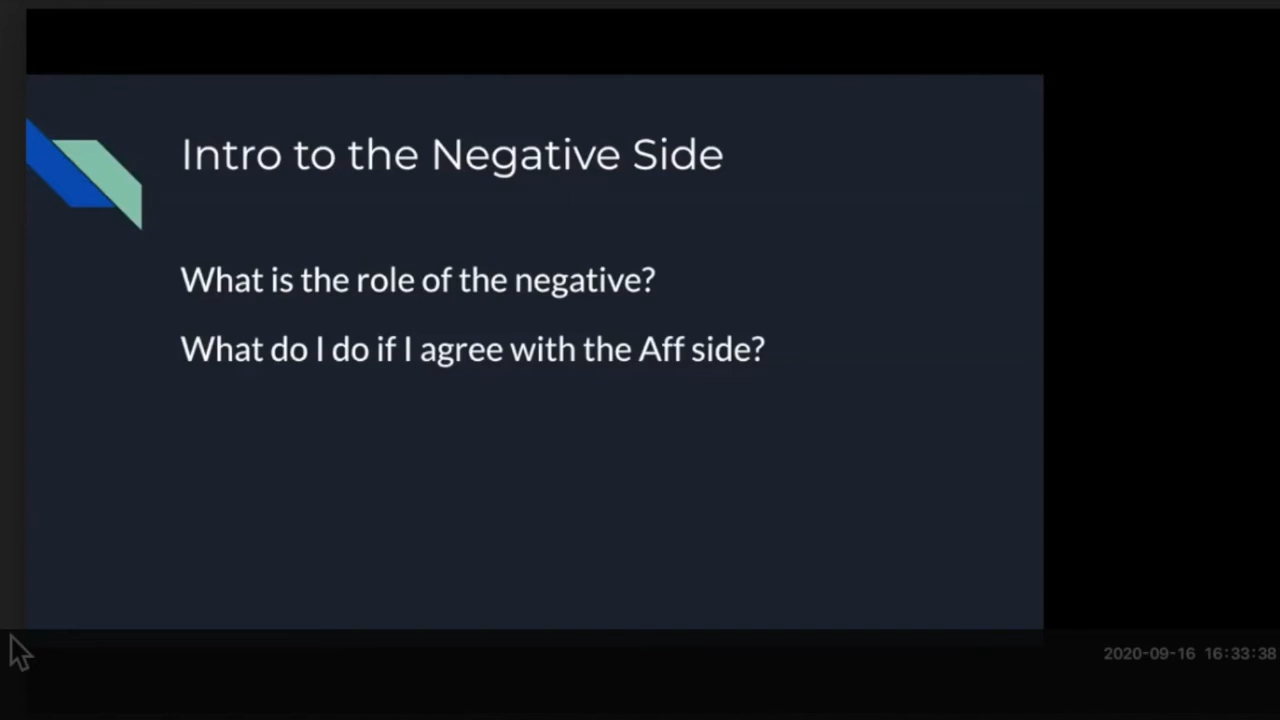 Intro to the Negative Side
What is the role of the negative?
What do I do if I agree with the Aff side?
2020-09-16 16:33:38